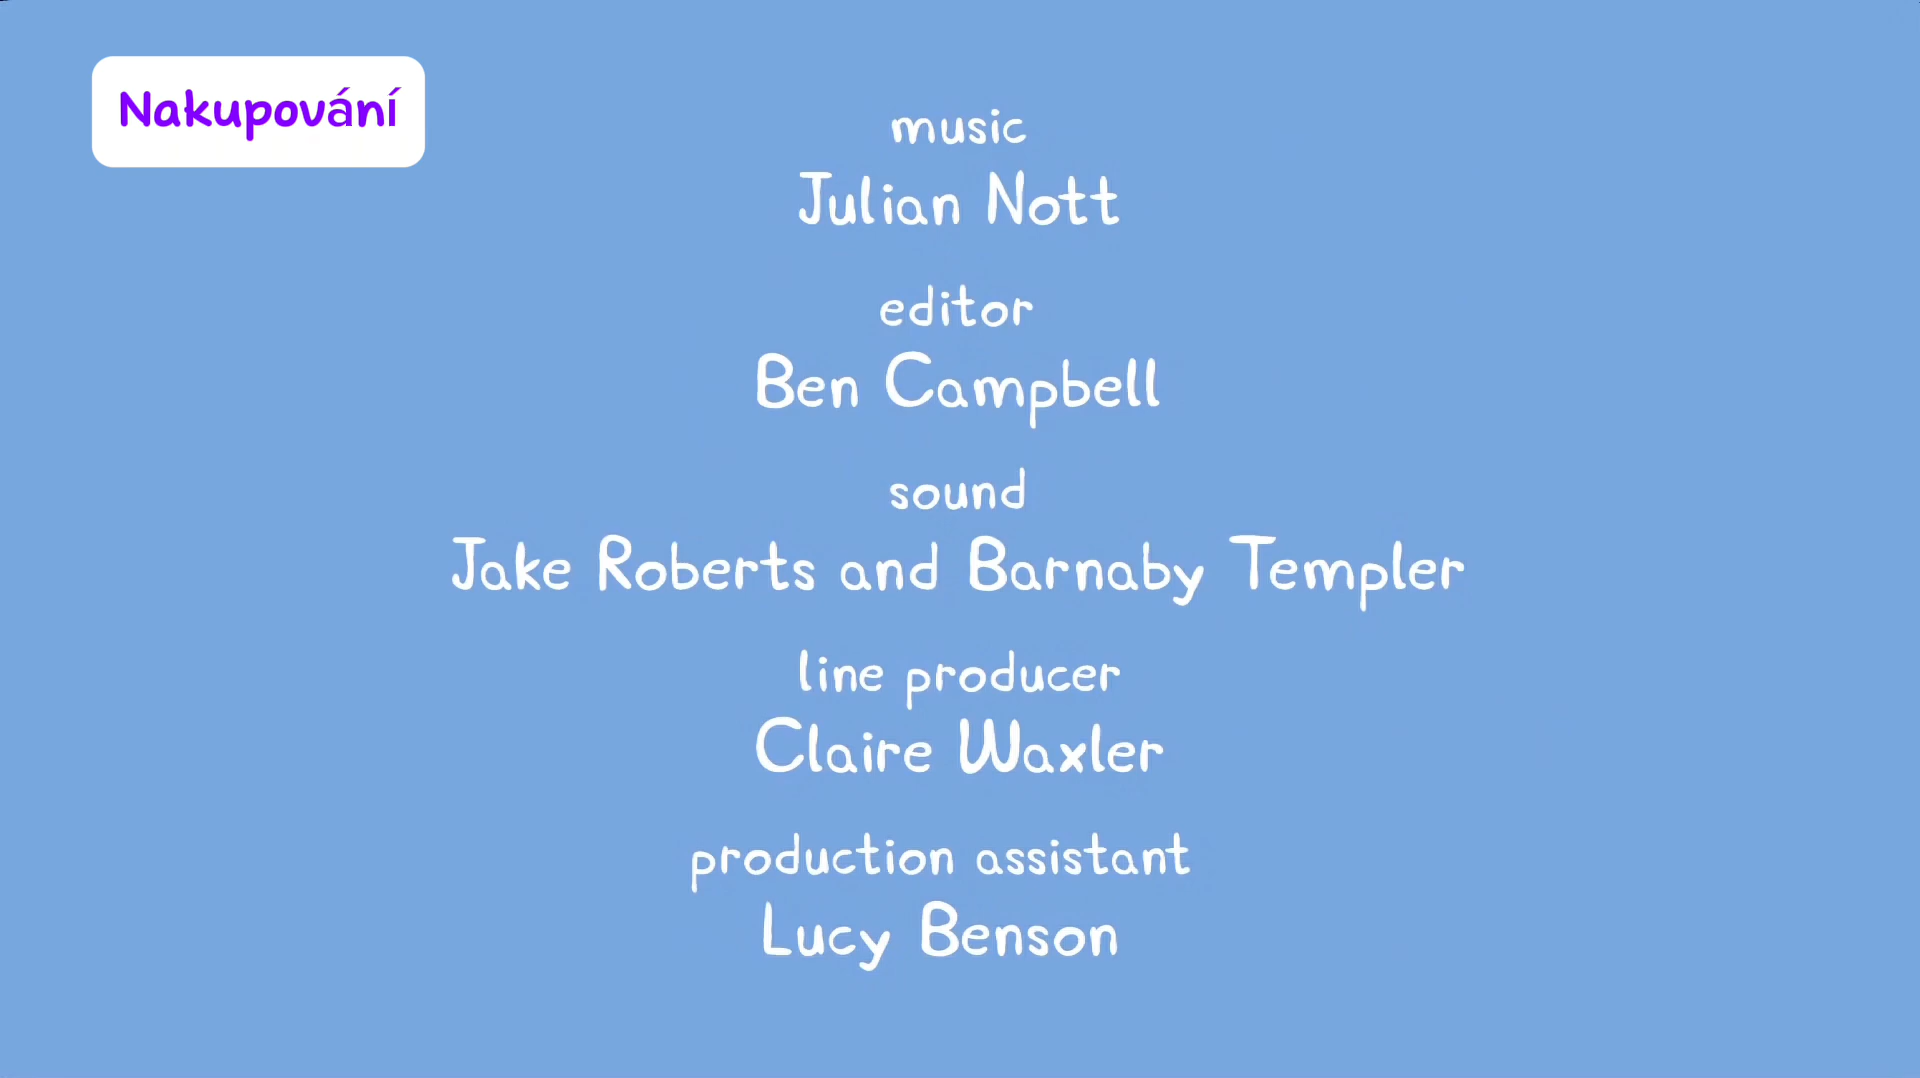 Nakupování
music
Julian Nott
editor
Ben Campbell
sound
Jake Roberts and Barnaby Templer
line producer
Claire Waxler
production assistant
Lucy Benson